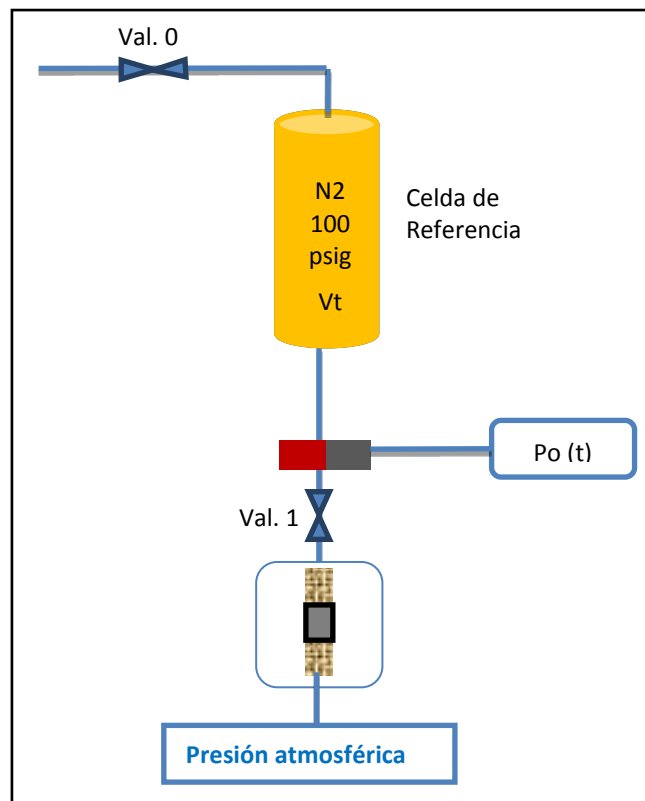 Val. 0
N2
100
psig
Vt
Celda de
Referencia
Po (t)
Val. 1
Presión atmosférica